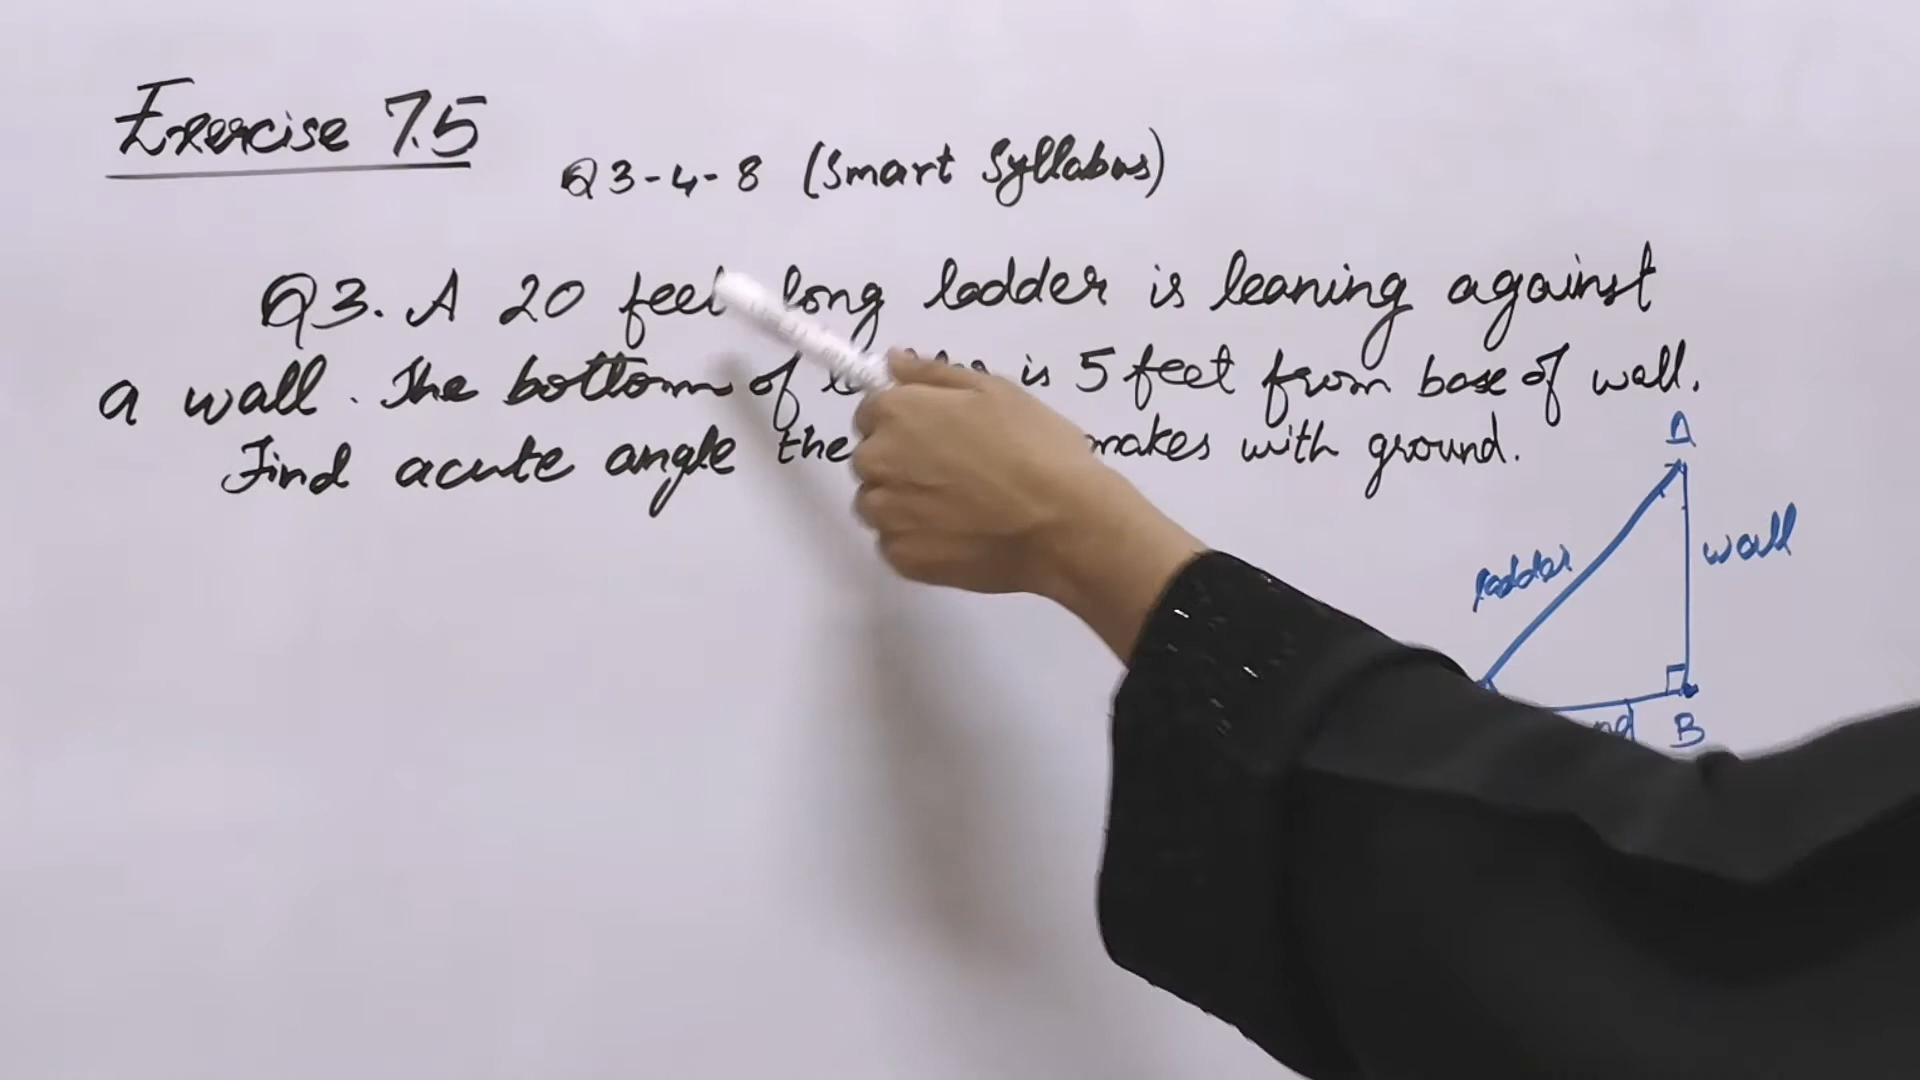 Exercise 7.5
Q3-4-8 (Smart Syllabus)
Q3. A 20 feet long ladder is leaning against
a wall. The bottom of is 5 feet from base of wall.
Find acute angle the makes with ground.
A
ladder
wall
B